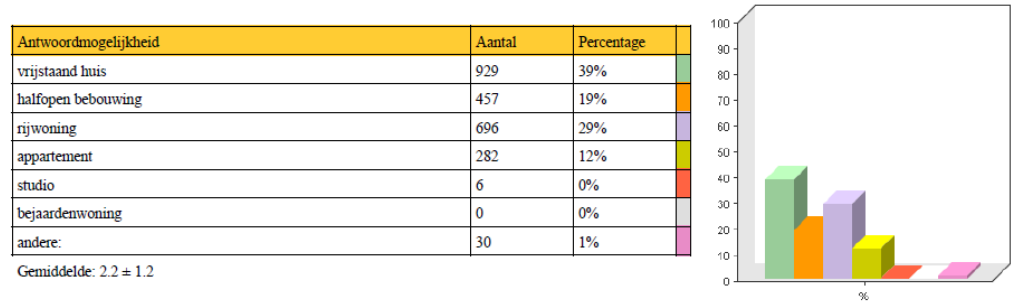 Antwoordmogelijkheid Aantal Percentage
vrijstaand huis 929 39%
halfopen bebouwing 457 19%
rijwoning 696 29%
appartement 282 12%
studio 6 0%
bejaardenwoning 0 0%
andere: 30 1%
Gemiddelde: 2.2 ± 1.2
100
90
80
70
60
50
40
30
20
10
0
%